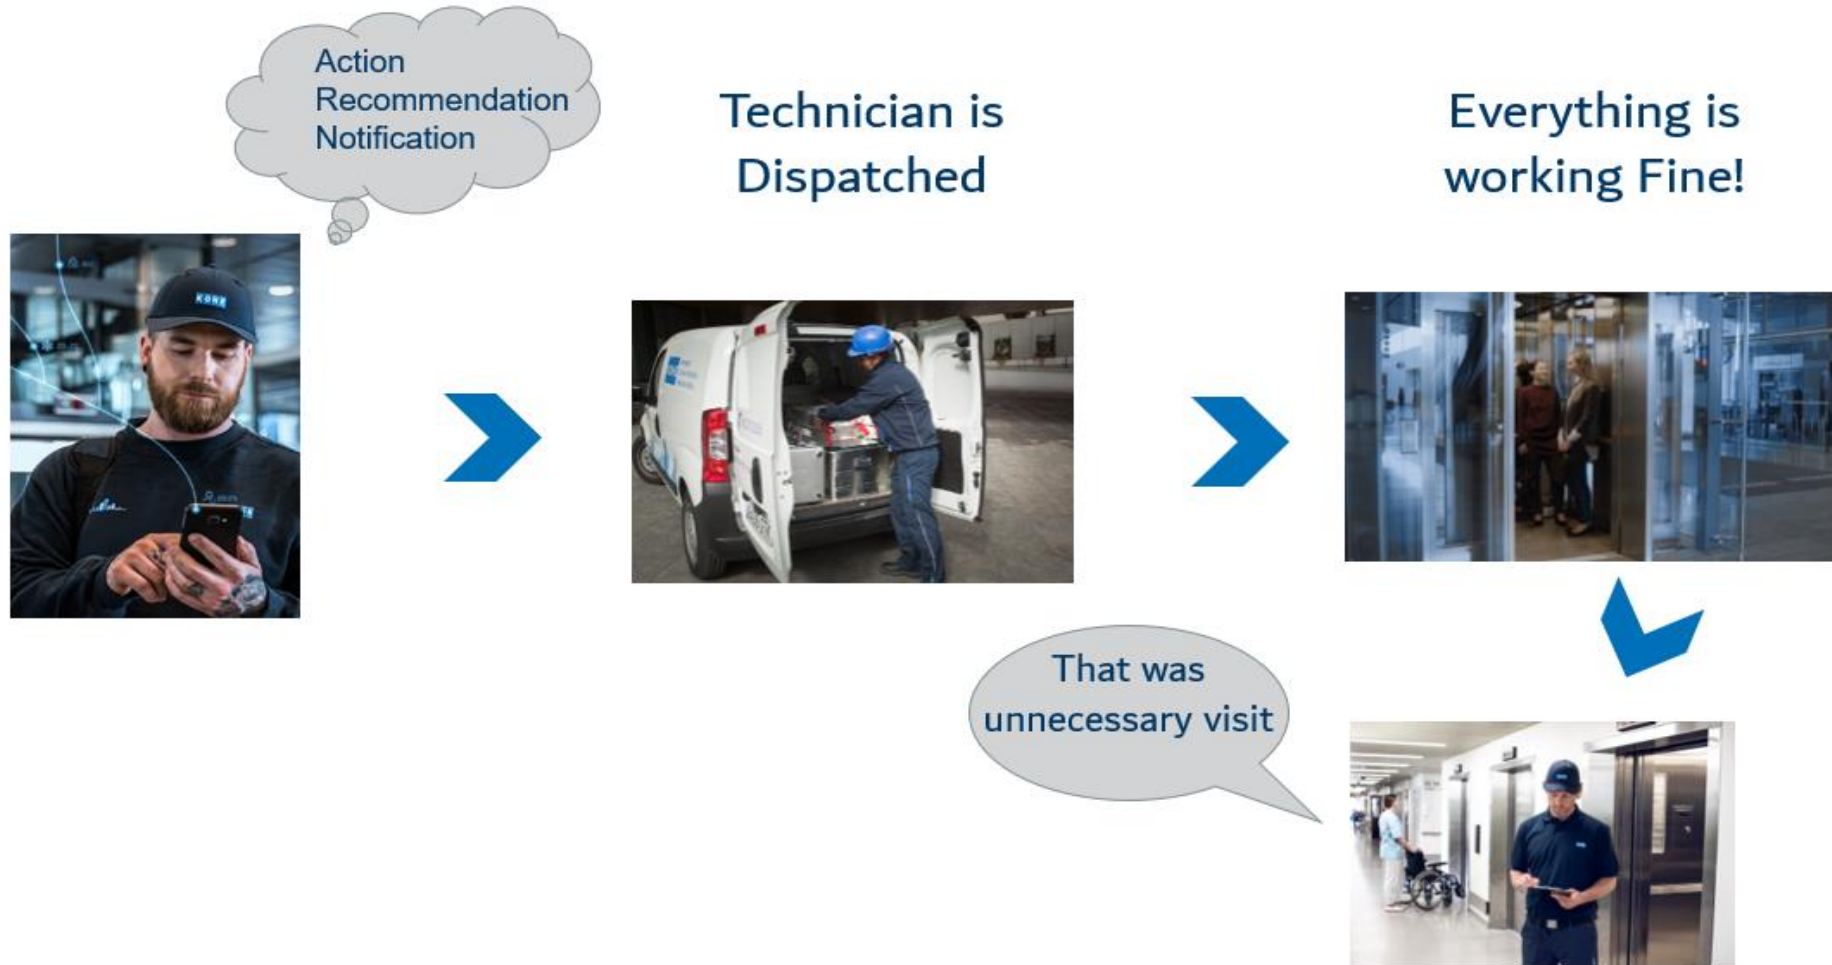 Action
Recommendation
Notification
Technician is
Dispatched
Everything is
working Fine!
KONE
That was
unnecessary visit